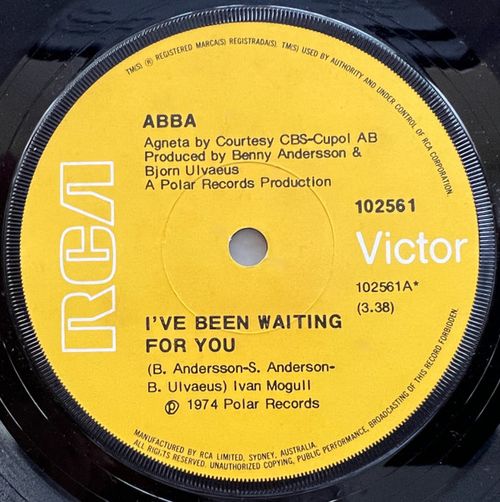 TM(S) ® REGISTERED MARCA(S) REGISTRADA(S). TM(S) USED BY AUTHORITY AND UNDER CONTROL OF RCA CORPORATION
ABBA
Agneta by Courtesy CBS-Cupol AB
Produced by Benny Andersson &
Bjorn Ulvaeus
A Polar Records Production
RCA
102561
Victor
102561A*
(3.38)
I'VE BEEN WAITING
FOR YOU
(B. Andersson-S. Anderson-
B. Ulvaeus) Ivan Mogull
℗ 1974 Polar Records
MANUFACTURED BY RCA LIMITED, SYDNEY, AUSTRALIA.
ALL RIGHTS RESERVED. UNAUTHORIZED COPYING, PUBLIC PERFORMANCE, BROADCASTING OF THIS RECORD FORBIDDEN.